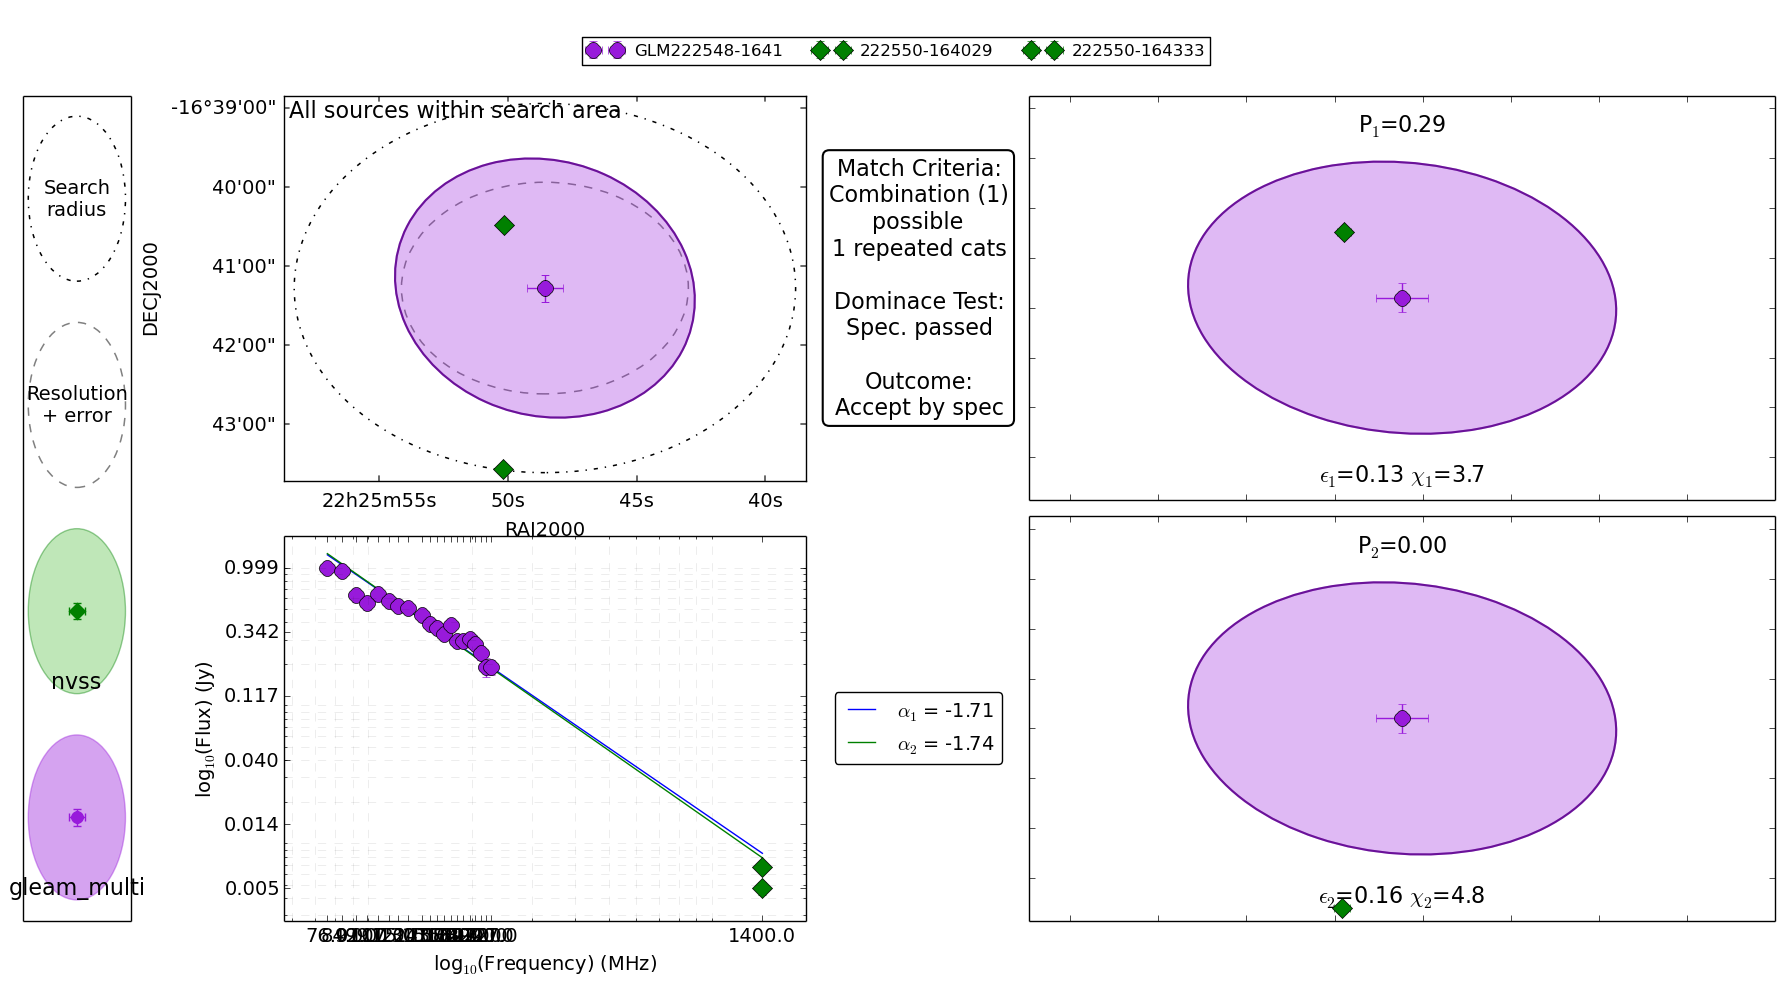 GLM222548-1641 222550-164029 222550-164333
Search
radius
Resolution
+ error
nvss
gleam_multi
All sources within search area
DECJ2000
-16°39'00"
40'00"
41'00"
42'00"
43'00"
22h25m55s 50s 45s 40s
RAJ2000
Match Criteria:
Combination (1)
possible
1 repeated cats
Dominace Test:
Spec. passed
Outcome:
Accept by spec
P1=0.29
ϵ1=0.13 χ1=3.7
P2=0.00
ϵ2=0.16 χ2=4.8
log10(Flux) (Jy)
0.999
0.342
0.117
0.040
0.014
0.005
1400.0
log10(Frequency) (MHz)
α1 = -1.71
α2 = -1.74